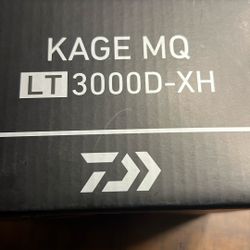 KAGE MQ
LT 3000D-XH